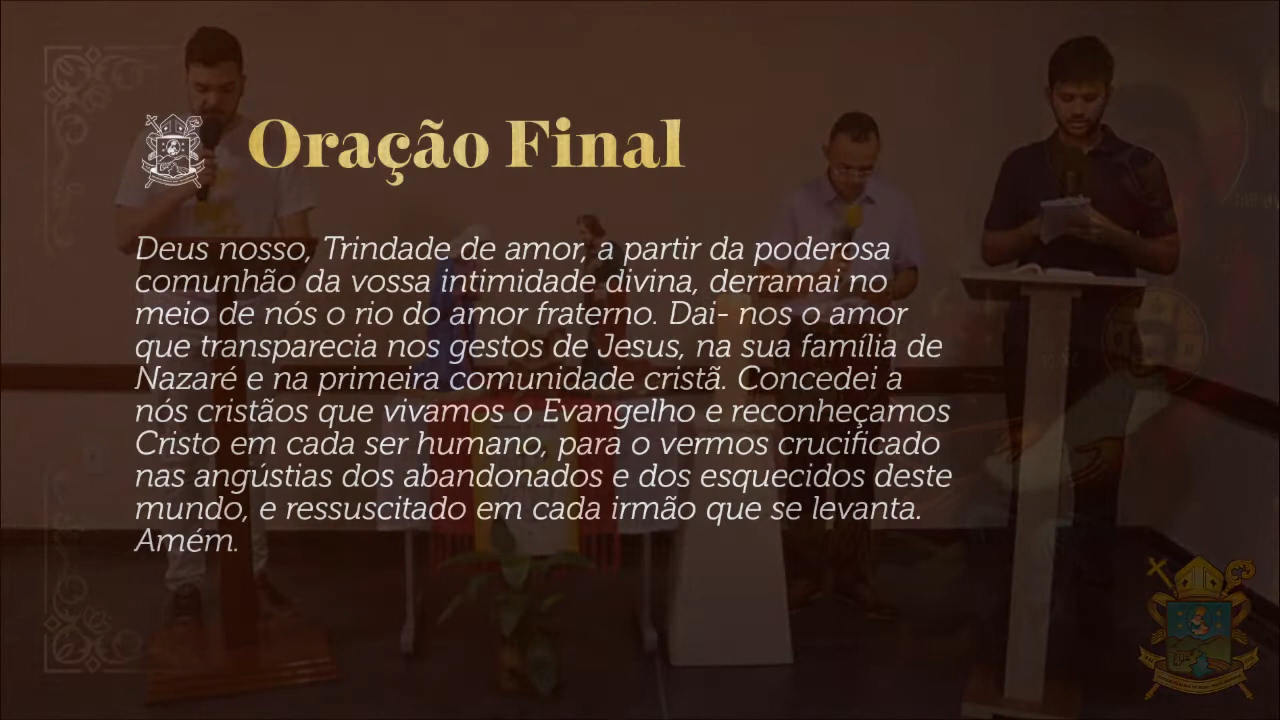 Oração Final
Deus nosso, Trindade de amor, a partir da poderosa
comunhão da vossa intimidade divina, derramai no
meio de nós o rio do amor fraterno. Dai- nos o amor
que transparecia nos gestos de Jesus, na sua família de
Nazaré e na primeira comunidade cristã. Concedei a
nós cristãos que vivamos o Evangelho e reconheçamos
Cristo em cada ser humano, para o vermos crucificado
nas angústias dos abandonados e dos esquecidos deste
mundo, e ressuscitado em cada irmão que se levanta.
Amém.